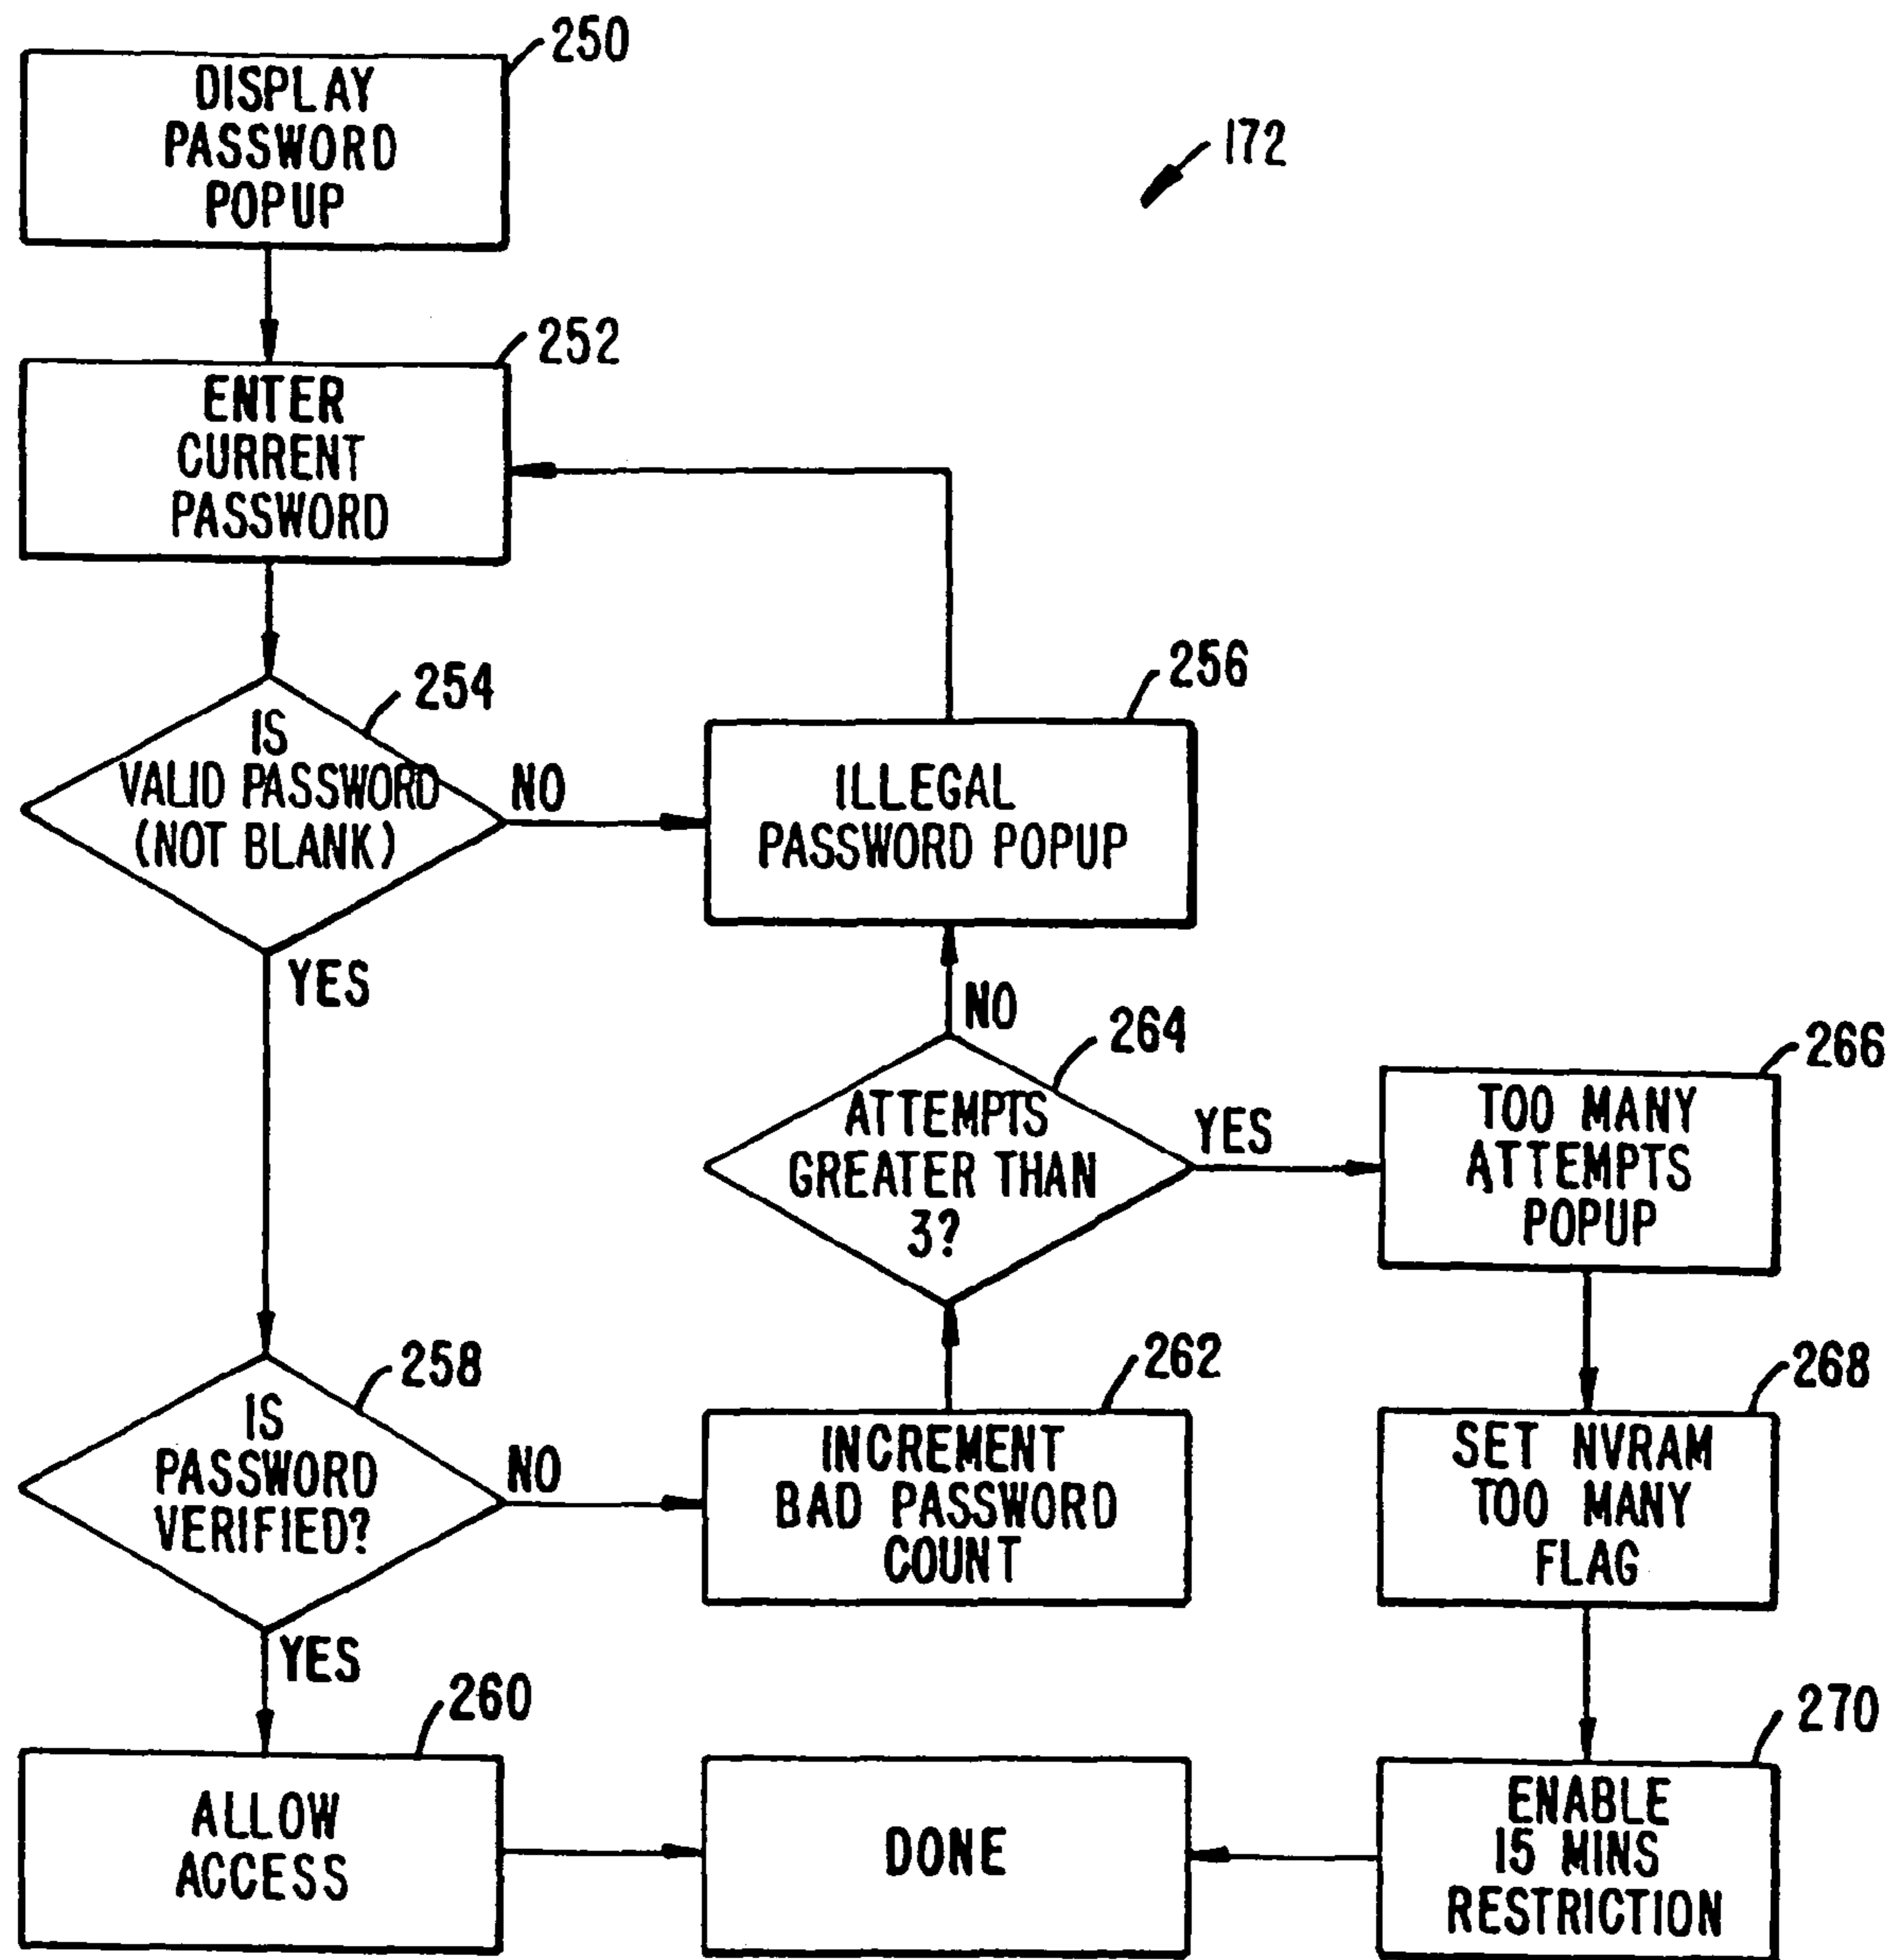 250
DISPLAY
PASSWORD
POPUP
172
252
ENTER
CURRENT
PASSWORD
254
IS
VALID PASSWORD
(NOT BLANK)
NO
YES
256
ILLEGAL
PASSWORD POPUP
NO
264
ATTEMPTS
GREATER THAN
3?
YES
266
TOO MANY
ATTEMPTS
POPUP
258
IS
PASSWORD
VERIFIED?
NO
YES
262
INCREMENT
BAD PASSWORD
COUNT
268
SET NVRAM
TOO MANY
FLAG
260
ALLOW
ACCESS
DONE
270
ENABLE
15 MINS
RESTRICTION